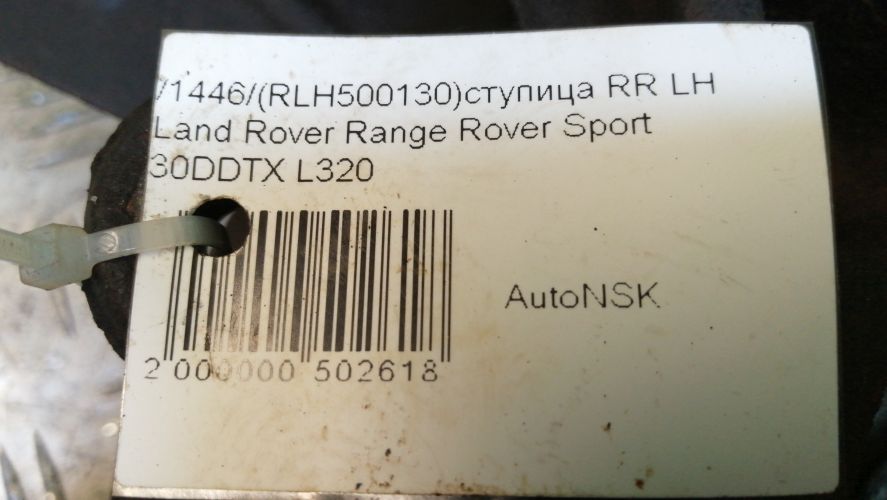 /1446/(RLH500130)ступица RR LH
Land Rover Range Rover Sport
30DDTX L320
AutoNSK
2 000000 502618